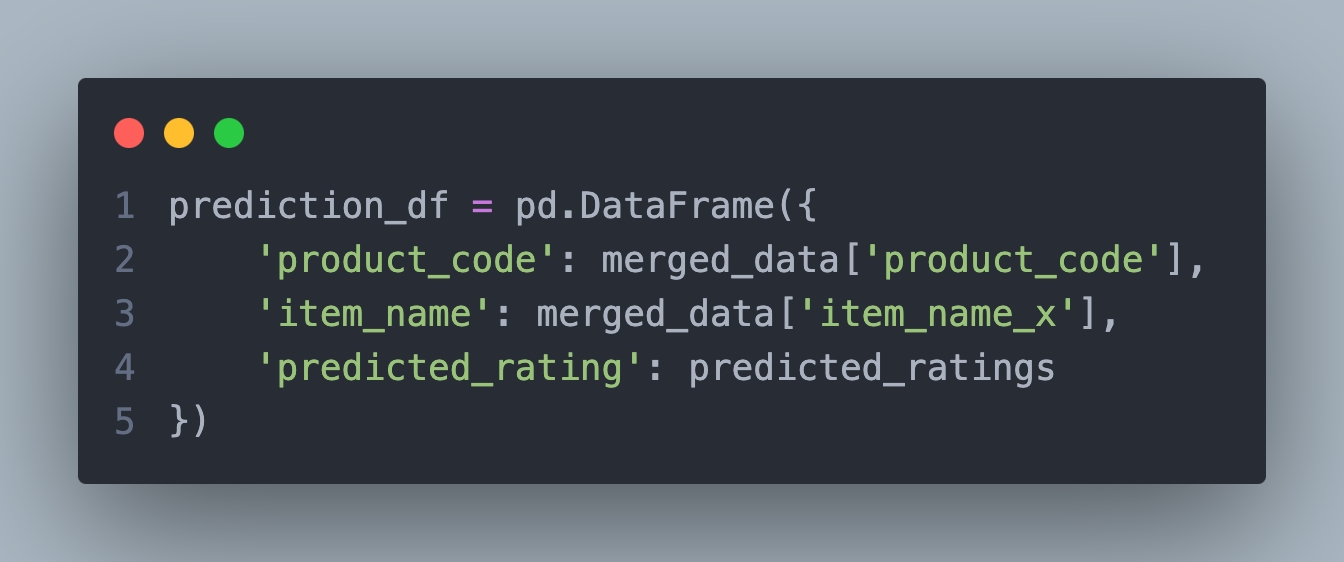 1 prediction_df = pd.DataFrame({
2     'product_code': merged_data['product_code'],
3     'item_name': merged_data['item_name_x'],
4     'predicted_rating': predicted_ratings
5 })